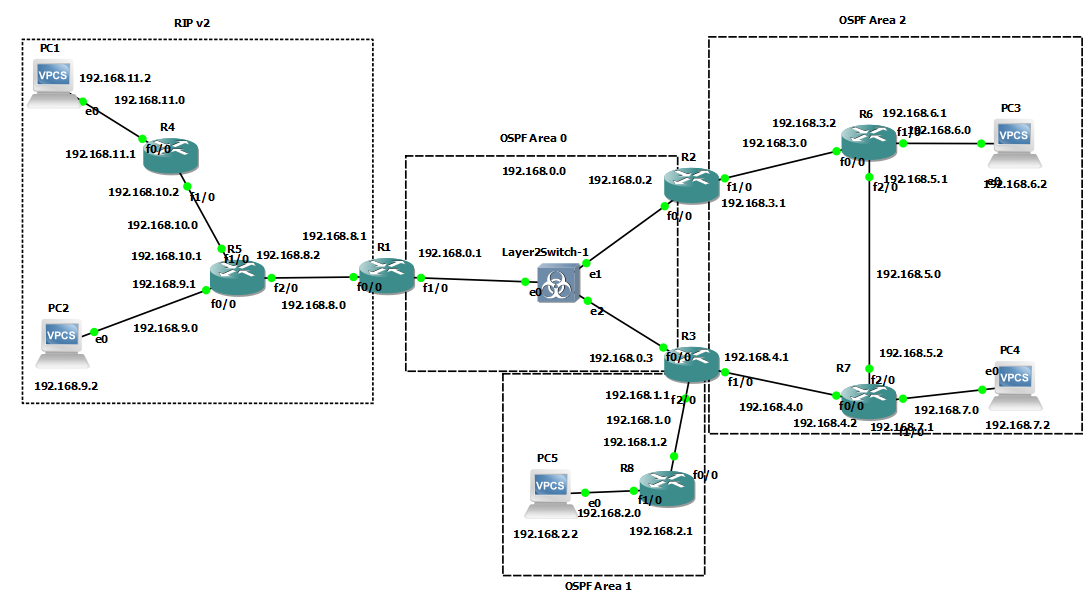 RIP v2
OSPF Area 2
PC1
VPCS
192.168.11.2
192.168.11.0
e0
R4
f0/0
192.168.11.1
192.168.10.2
f1/0
192.168.10.0
192.168.10.1
R5
f1/0
192.168.8.2
192.168.9.1
f2/0
f0/0
192.168.8.0
192.168.9.0
PC2
VPCS
e0
192.168.9.2
192.168.8.1
R1
f0/0
192.168.0.1
f1/0
OSPF Area 0
192.168.0.0
Layer2Switch-1
e0
e1
e2
R2
192.168.0.2
f1/0
f0/0
192.168.3.1
192.168.3.0
192.168.3.2
R6
192.168.6.1
f1/0
192.168.6.0
f0/0
192.168.5.1
f2/0
PC3
VPCS
e0
192.168.6.2
192.168.5.0
R3
192.168.0.3
f0/0
192.168.4.1
f1/0
f2/0
192.168.4.0
192.168.5.2
R7
f2/0
f0/0
192.168.4.2
192.168.7.1
f1/0
192.168.7.0
PC4
e0
VPCS
192.168.7.2
192.168.1.1
192.168.1.0
192.168.1.2
R8
f0/0
f1/0
PC5
VPCS
e0
192.168.2.0
192.168.2.2
192.168.2.1
OSPF Area 1